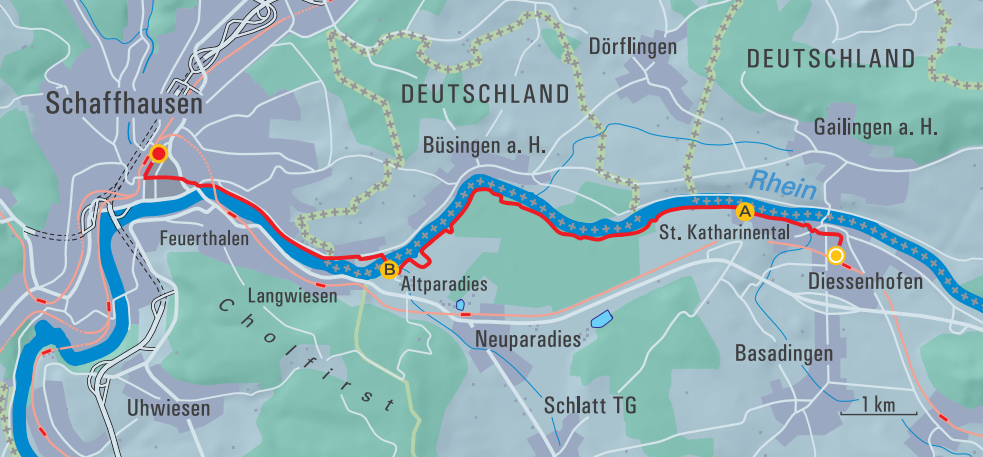 Dörflingen
DEUTSCHLAND
DEUTSCHLAND
Schaffhausen
Gailingen a. H.
Büsingen a. H.
Rhein
A
St. Katharinental
Feuerthalen
B
Altparadies
Diessenhofen
Langwiesen
Cholfirst
Neuparadies
Basadingen
Uhwiesen
Schlatt TG
1 km